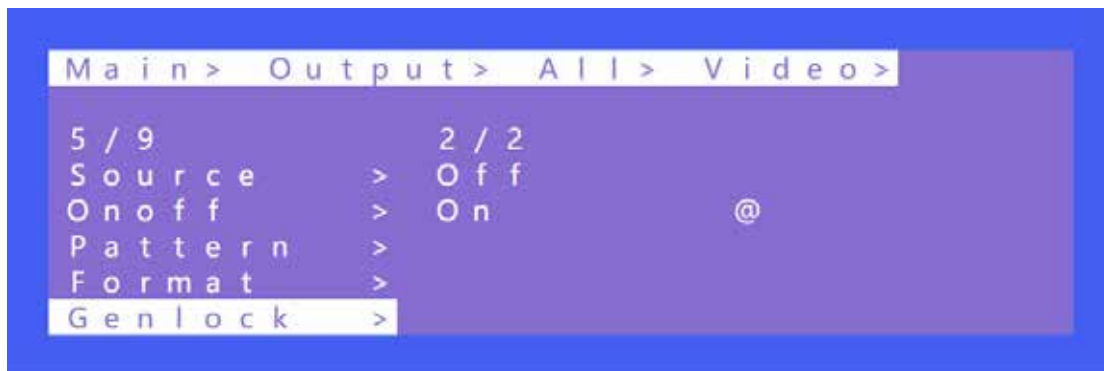 Main> Output> All> Video>
5/9 2/2
Source > Off
Onoff > On @
Pattern >
Format >
Genlock >